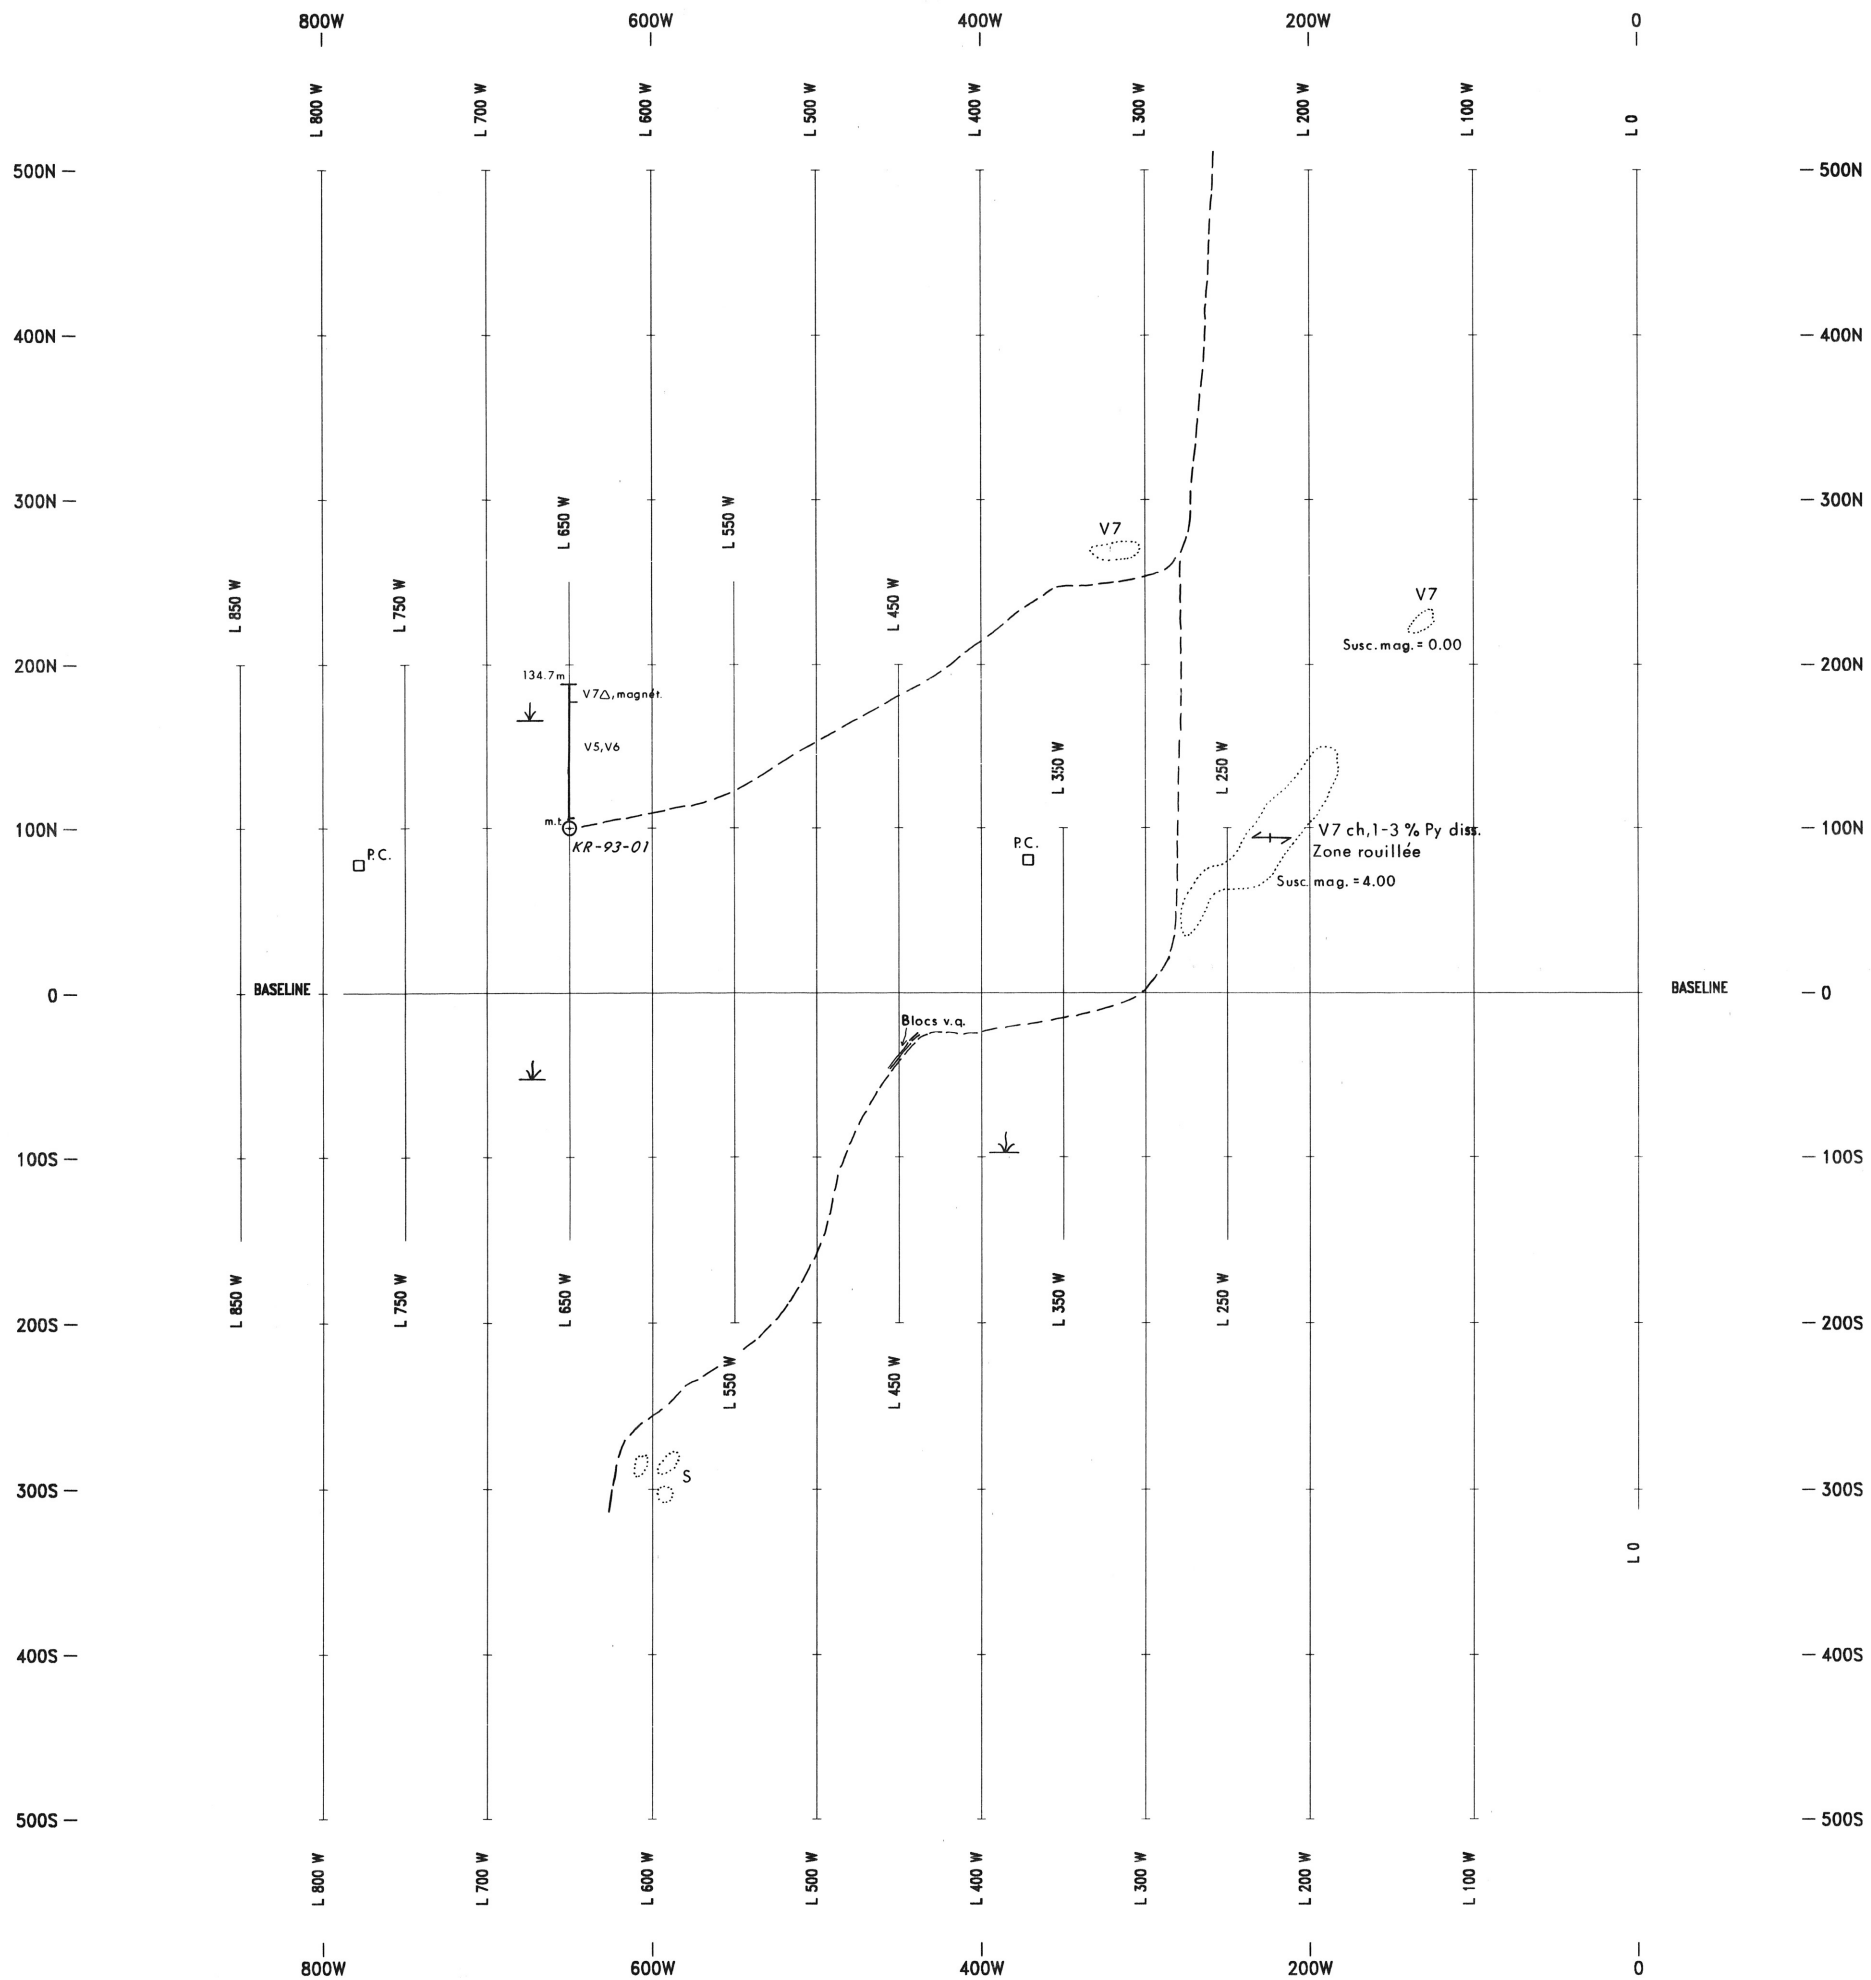 800W 600W 400W 200W 0
L 800 W L 700 W L 600 W L 500 W L 400 W L 300 W L 200 W L 100 W L 0
500N 500N
400N 400N
300N 300N
L 650 W L 550 W
V7
L 850 W L 750 W L 450 W
V7
Susc. mag. = 0.00
200N 200N
134.7m
V7△, magnét.
V5, V6
L 350 W L 250 W
m.t.
100N 100N
KR-93-01
V7 ch, 1-3 % Py diss.
Zone rouillée
P.C. P.C.
Susc. mag. = 4.00
0 BASELINE BASELINE 0
Blocs v.q.
100S 100S
L 850 W L 750 W L 650 W L 350 W L 250 W
200S 200S
L 550 W L 450 W
S
300S 300S
L 0
400S 400S
500S 500S
L 800 W L 700 W L 600 W L 500 W L 400 W L 300 W L 200 W L 100 W
800W 600W 400W 200W 0